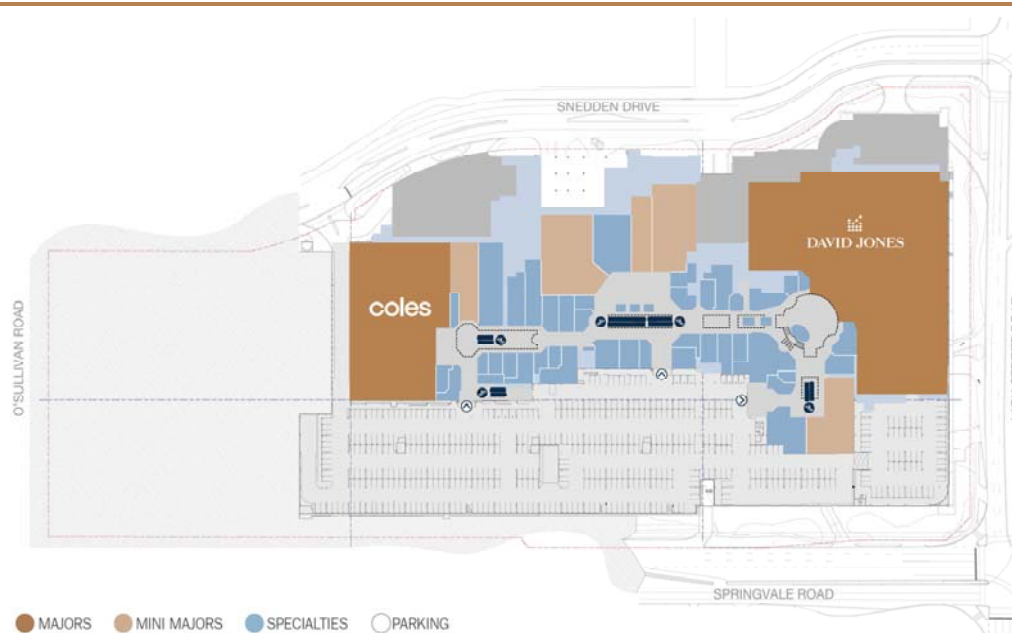 SNEDDEN DRIVE
DAVID JONES
coles
O'SULLIVAN ROAD
SPRINGVALE ROAD
MAJORS
MINI MAJORS
SPECIALTIES
PARKING